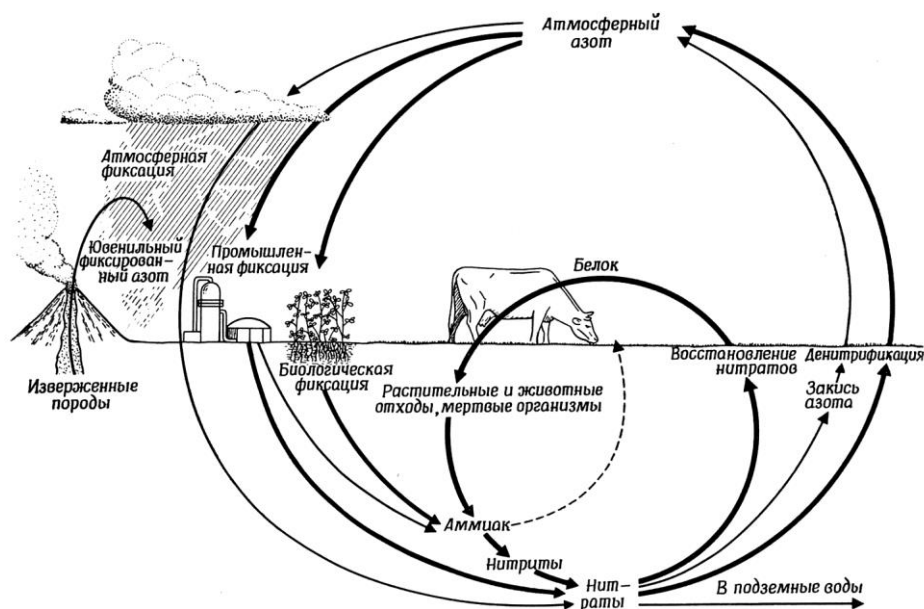 Атмосферный
азот
Атмосферная
фиксация
Ювенильный
фиксирован-
ный азот
Промышлен-
ная фиксация
Белок
Изверженные
породы
Биологическая
фиксация
Растительные и животные
отходы, мертвые организмы
Восстановление
нитратов
Денитрификация
Закись
азота
Аммиак
Нитриты
Нит-
раты
В подземные воды